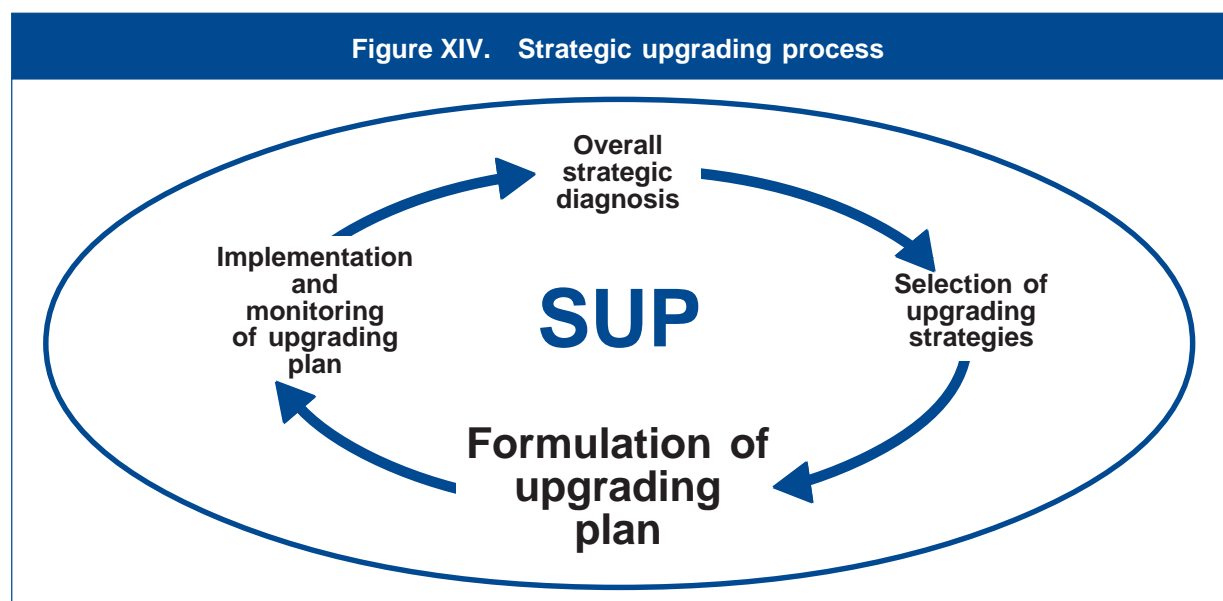 Figure XIV. Strategic upgrading process
Overall
strategic
diagnosis
Selection of
upgrading
strategies
Formulation of
upgrading
plan
Implementation
and
monitoring
of upgrading
plan
SUP